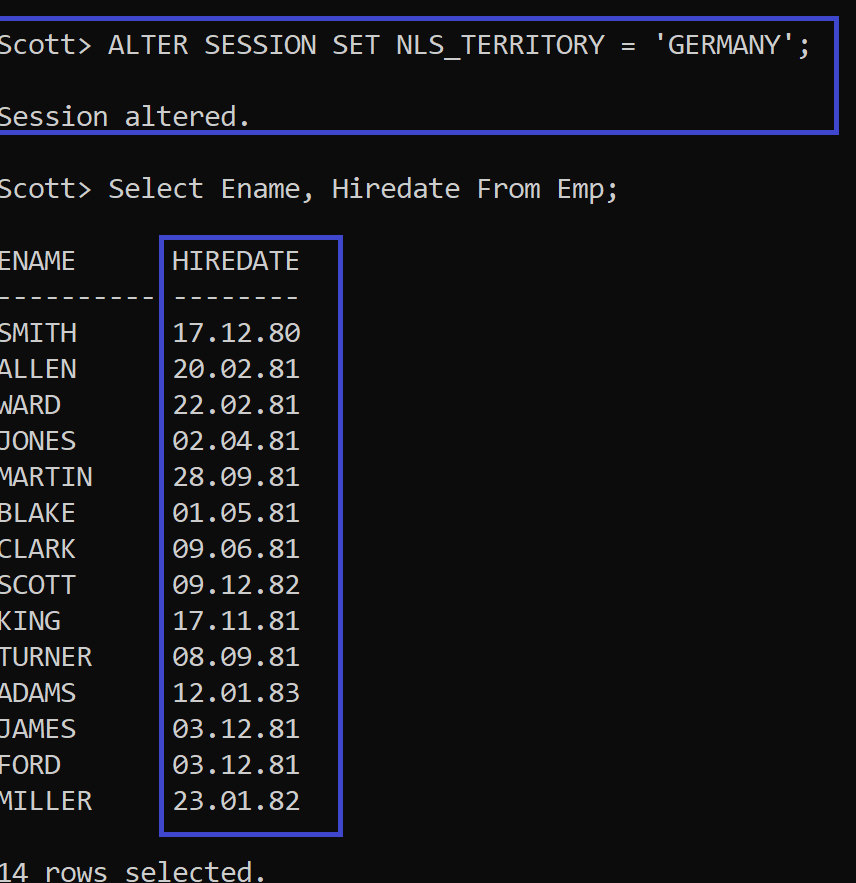 Scott> ALTER SESSION SET NLS_TERRITORY = 'GERMANY';
Session altered.
Scott> Select Ename, Hiredate From Emp;
ENAME HIREDATE
---------- --------
SMITH 17.12.80
ALLEN 20.02.81
WARD 22.02.81
JONES 02.04.81
MARTIN 28.09.81
BLAKE 01.05.81
CLARK 09.06.81
SCOTT 09.12.82
KING 17.11.81
TURNER 08.09.81
ADAMS 12.01.83
JAMES 03.12.81
FORD 03.12.81
MILLER 23.01.82
14 rows selected.